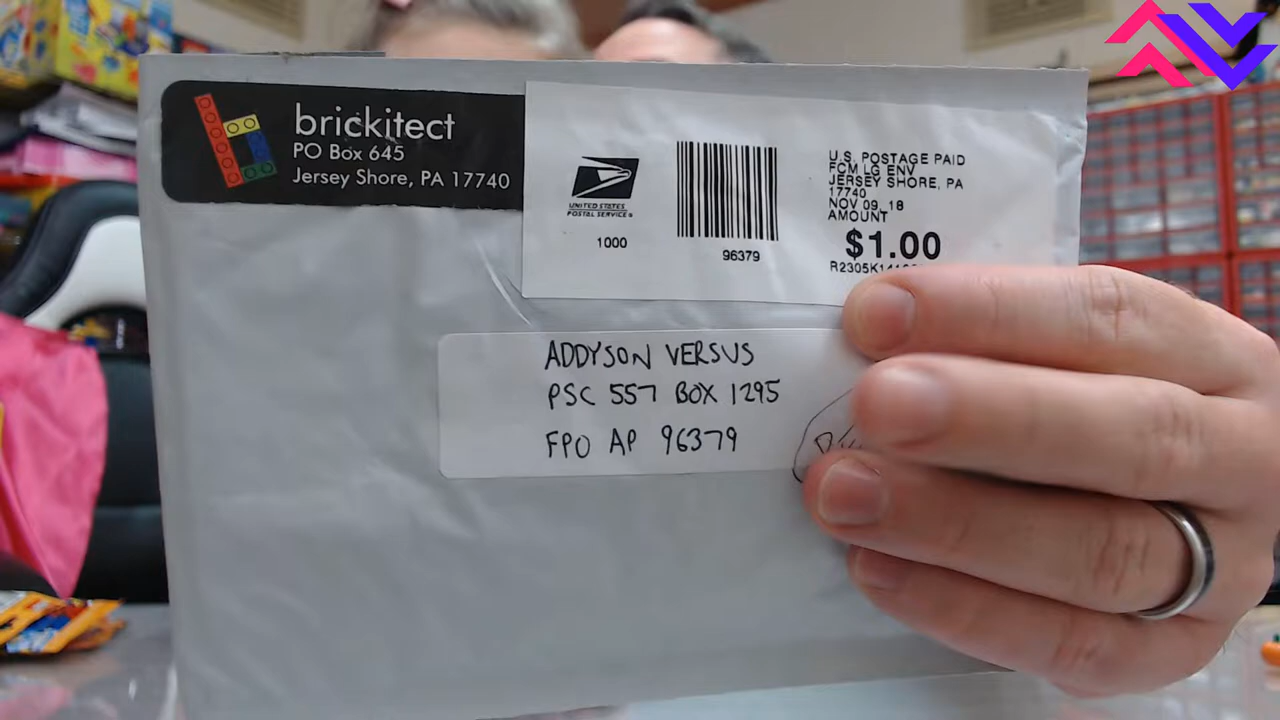 brickitect
PO Box 645
Jersey Shore, PA 17740
UNITED STATES
POSTAL SERVICE®
1000
96379
U.S. POSTAGE PAID
FCM LG ENV
JERSEY SHORE, PA
17740
NOV 09, 18
AMOUNT
$1.00
ADDYSON VERSUS
PSC 557 BOX 1295
FPO AP 96379